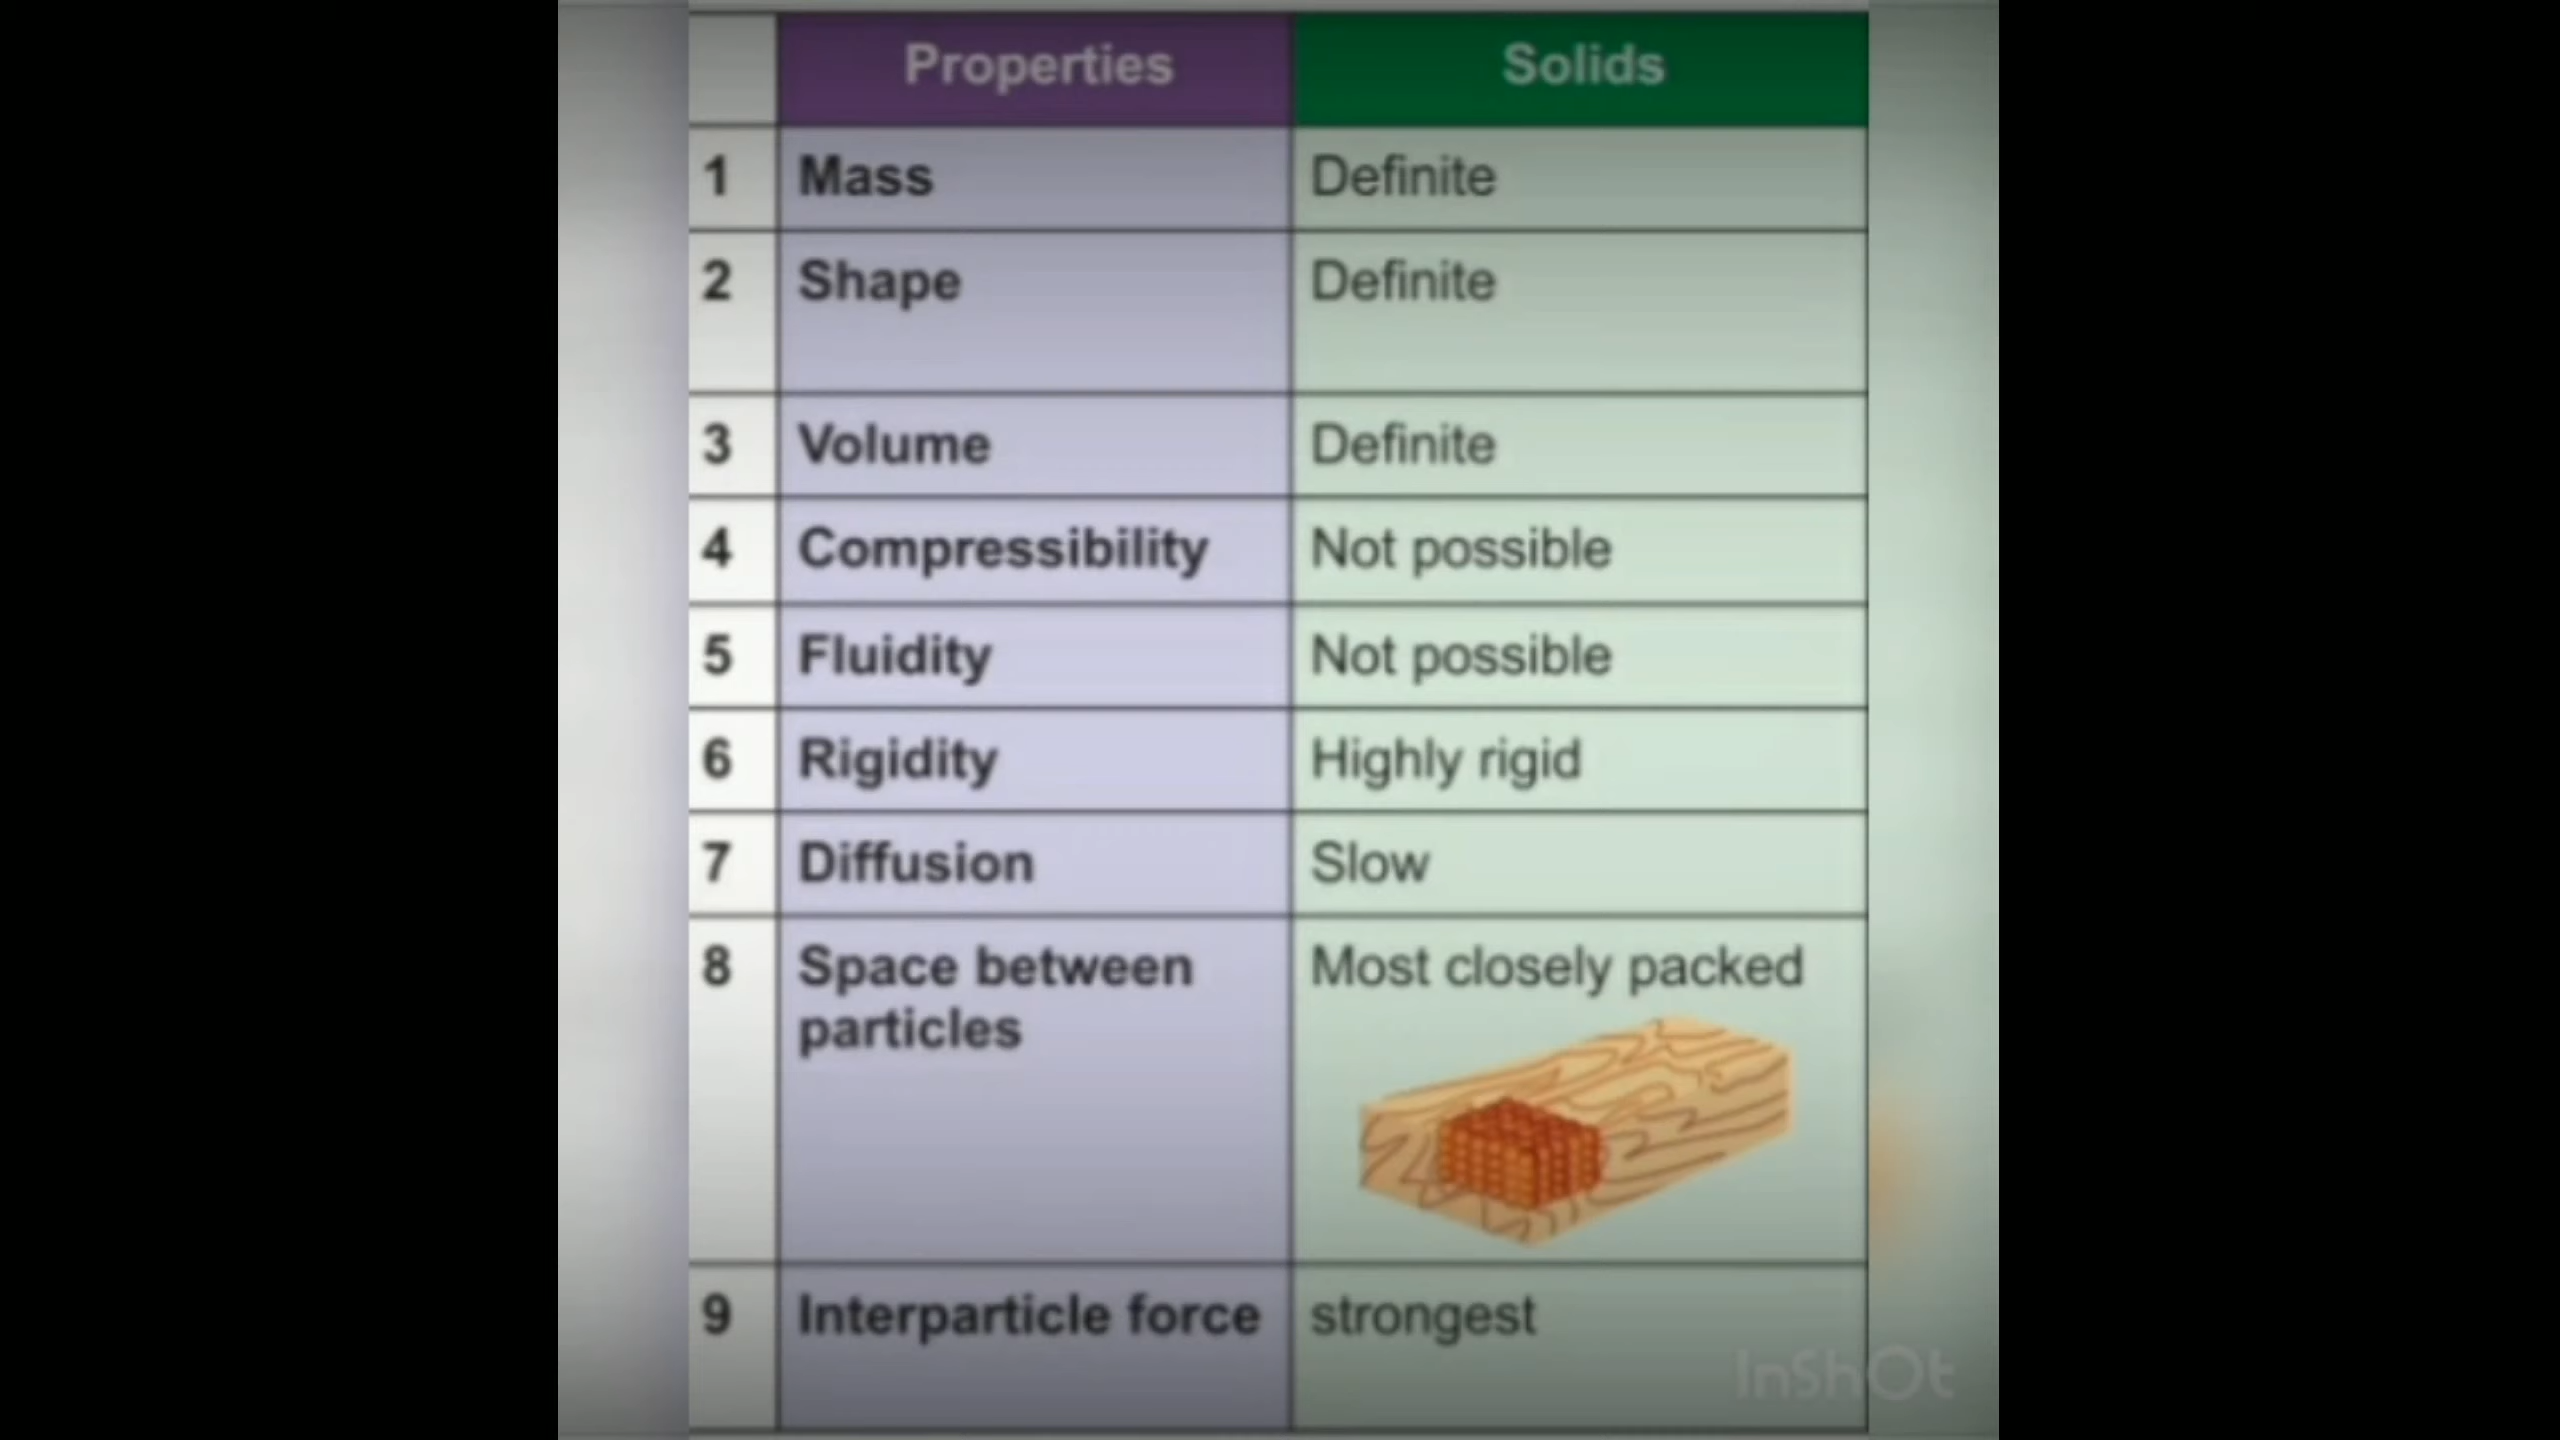 Properties Solids
1 Mass Definite
2 Shape Definite
3 Volume Definite
4 Compressibility Not possible
5 Fluidity Not possible
6 Rigidity Highly rigid
7 Diffusion Slow
8 Space between Most closely packed
particles
9 Interparticle force strongest
InShOt